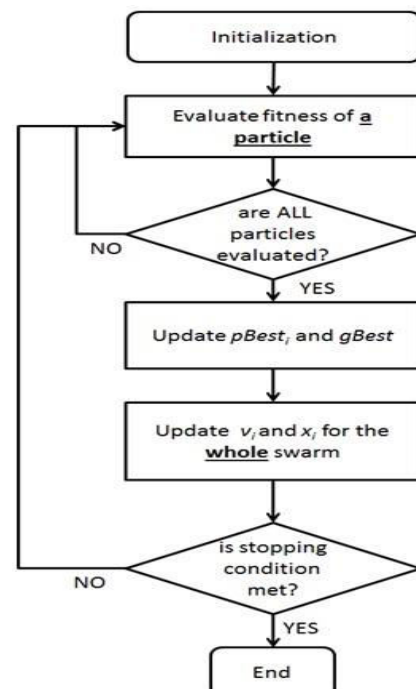 Initialization
Evaluate fitness of a
particle
are ALL
particles
evaluated?
NO
YES
Update pBestᵢ and gBest
Update vᵢ and xᵢ for the
whole swarm
is stopping
condition
met?
NO
YES
End